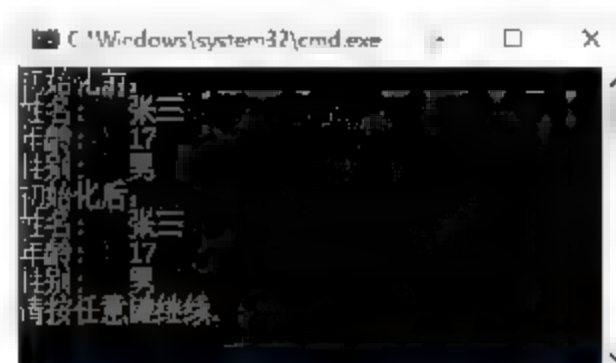 C:\Windows\system32\cmd.exe
初始化前：
姓名： 张三
年龄： 17
性别： 男
初始化后：
姓名： 张三
年龄： 17
性别： 男
请按任意键继续.